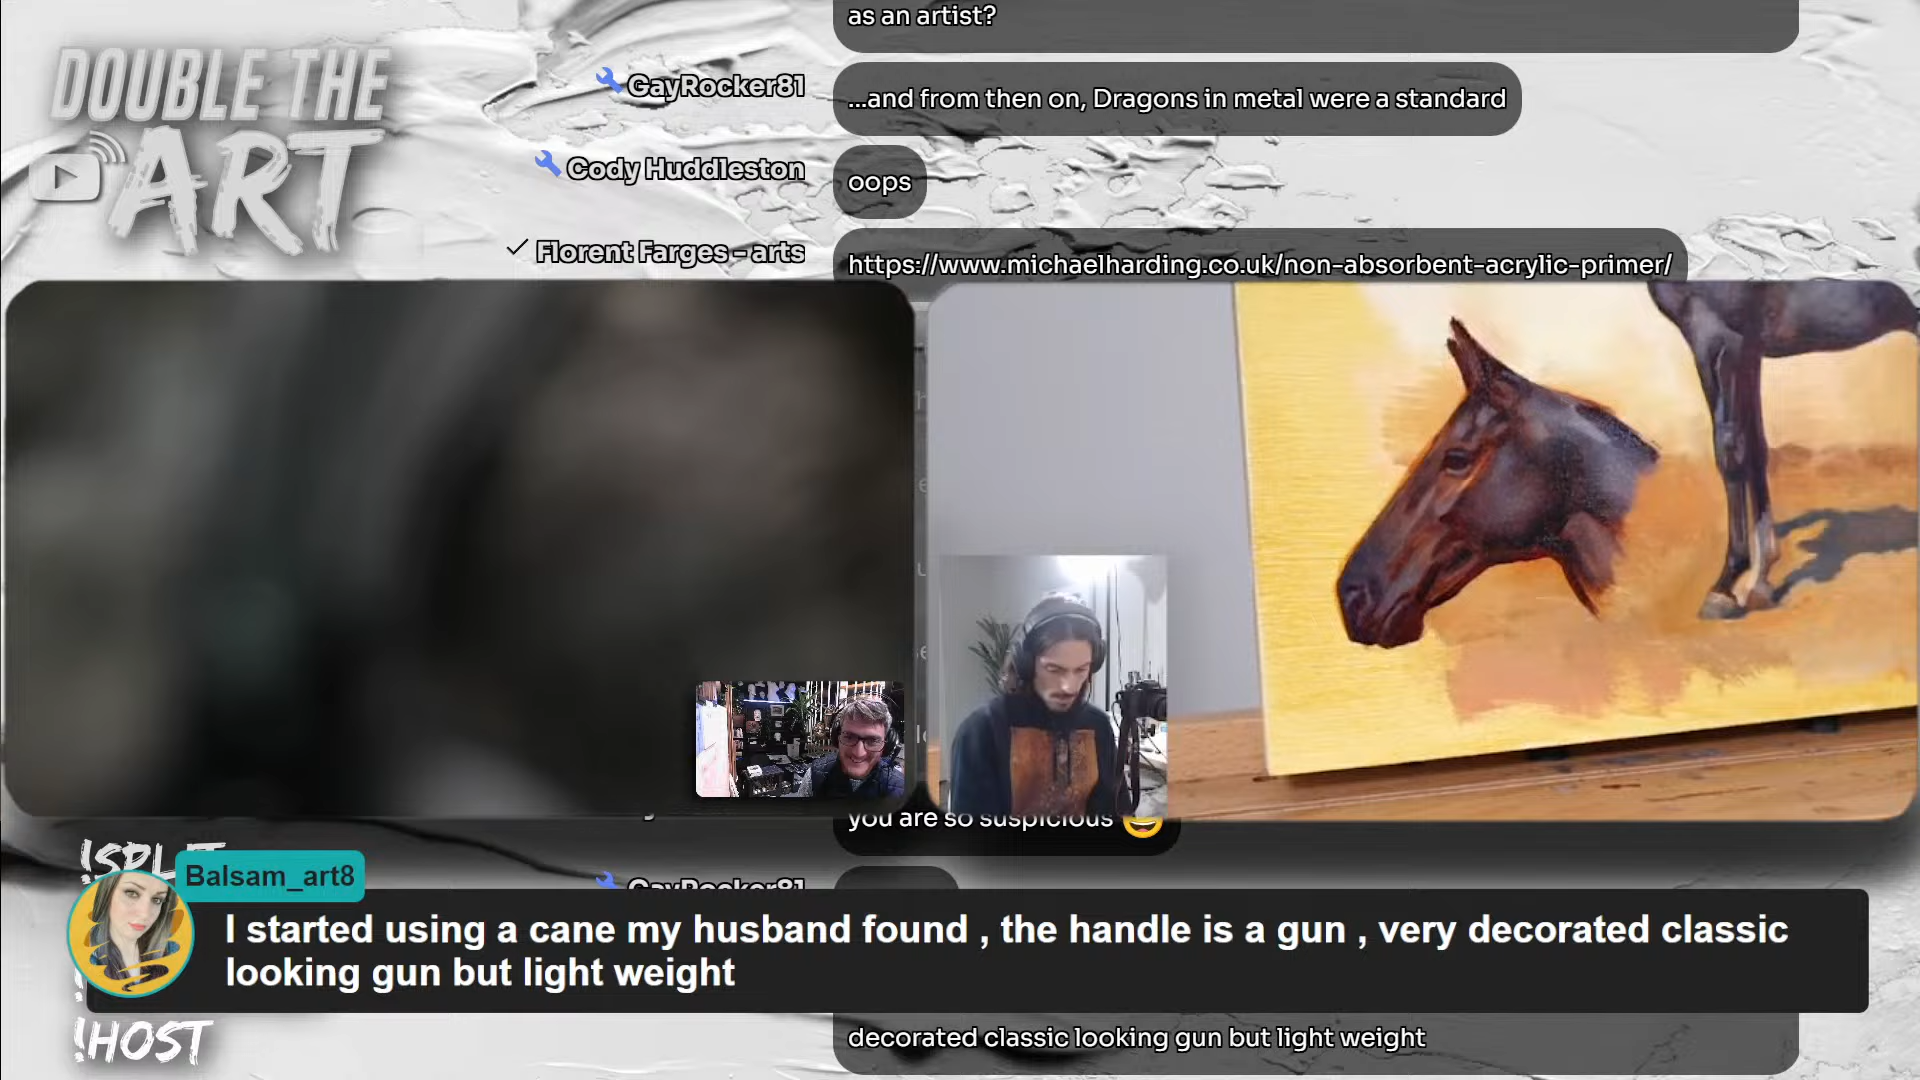 as an artist?
DOUBLE THE
ART
GayRocker81
...and from then on, Dragons in metal were a standard
Cody Huddleston
oops
Florent Farges - arts
https://www.michaelharding.co.uk/non-absorbent-acrylic-primer/
you are so suspicious 😄
!SPLIT
Balsam_art8
GayRocker81
I started using a cane my husband found , the handle is a gun , very decorated classic
looking gun but light weight
!HOST
decorated classic looking gun but light weight